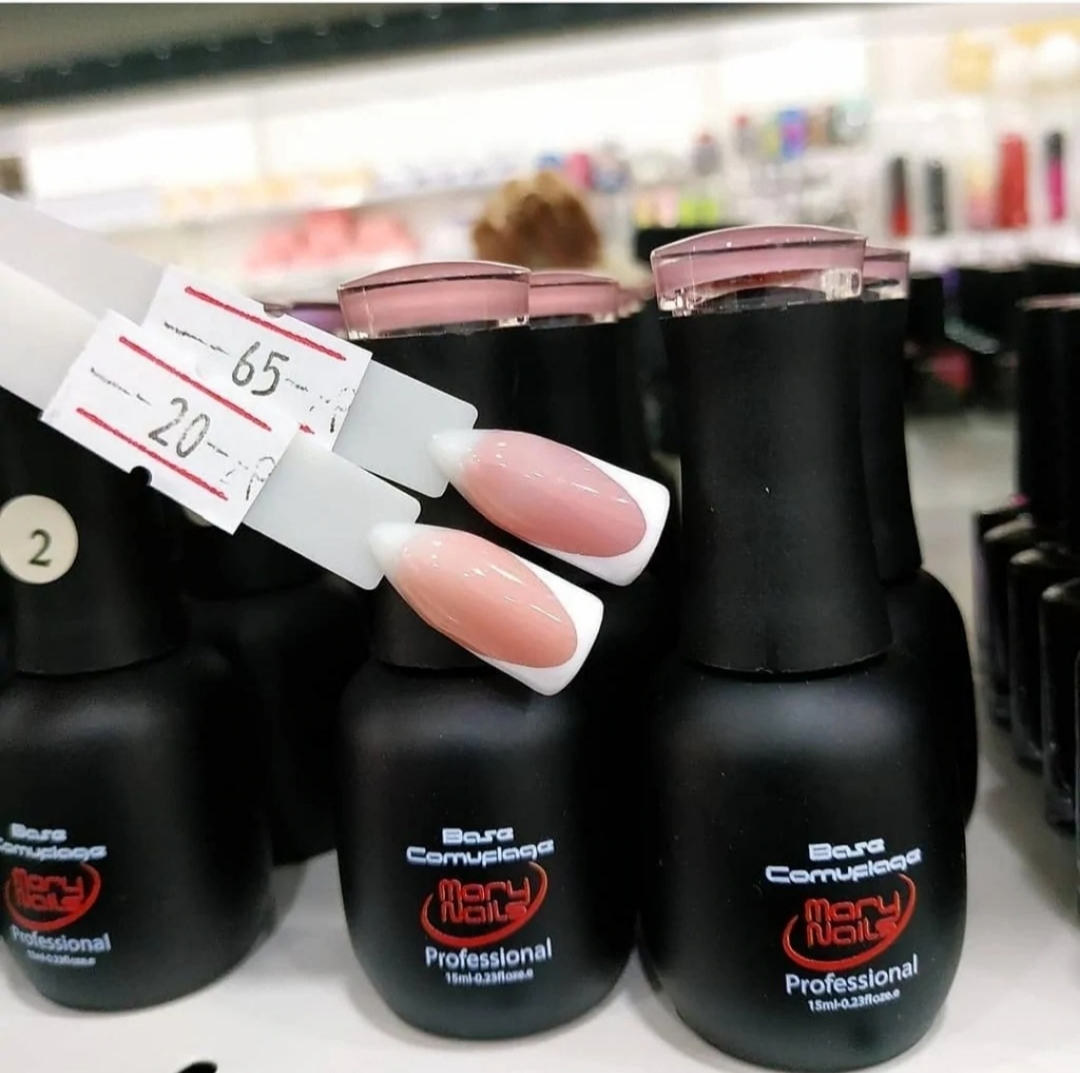 65
20
2
Base
Comuflage
Mary
Nails
Professional
Base
Comuflage
Mary
Nails
Professional
15ml-0.23floz.e
Base
Comuflage
Mary
Nails
Professional
15ml-0.23floz.e